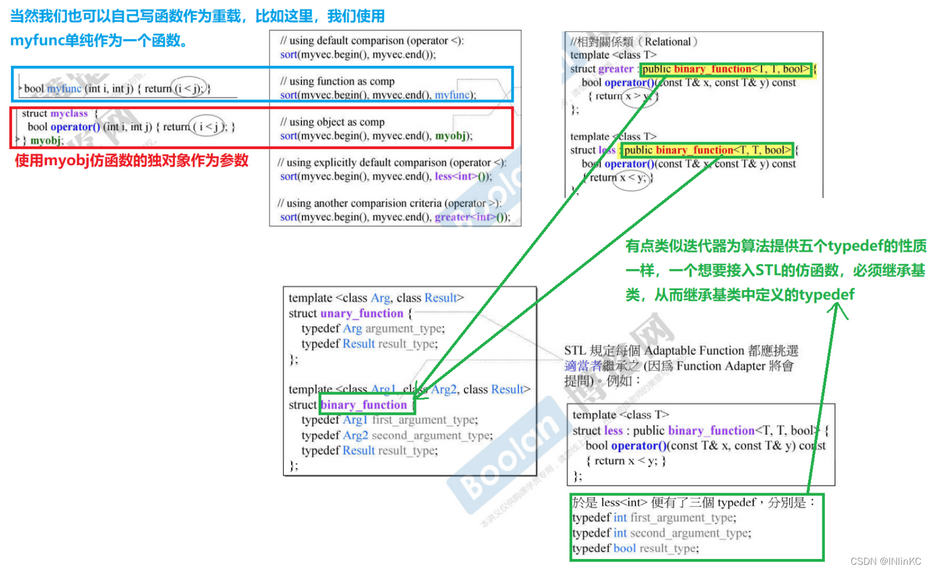 当然我们也可以自己写函数作为重载，比如这里，我们使用
myfunc单纯作为一个函数。
bool myfunc (int i, int j) { return (i < j); }
struct myclass {
bool operator() (int i, int j) { return ( i < j ); }
} myobj;
使用myobj仿函数的独对象作为参数
// using default comparison (operator <):
sort(myvec.begin(), myvec.end());
// using function as comp
sort(myvec.begin(), myvec.end(), myfunc);
// using object as comp
sort(myvec.begin(), myvec.end(), myobj);
// using explicitly default comparison (operator <):
sort(myvec.begin(), myvec.end(), less<int>());
// using another comparision criteria (operator >):
sort(myvec.begin(), myvec.end(), greater<int>());
//相對關係類（Relational）
template <class T>
struct greater : public binary_function<T, T, bool> {
bool operator()(const T& x, const T& y) const
{ return x > y; }
};
template <class T>
struct less : public binary_function<T, T, bool> {
bool operator()(const T& x, const T& y) const
{ return x < y; }
};
有点类似迭代器为算法提供五个typedef的性质
一样，一个想要接入STL的仿函数，必须继承基
类，从而继承基类中定义的typedef
template <class Arg, class Result>
struct unary_function {
typedef Arg argument_type;
typedef Result result_type;
};
template <class Arg1, class Arg2, class Result>
struct binary_function {
typedef Arg1 first_argument_type;
typedef Arg2 second_argument_type;
typedef Result result_type;
};
STL 規定每個 Adaptable Function 都應挑選
適當者繼承之 (因爲 Function Adapter 將會
提問)。例如：
template <class T>
struct less : public binary_function<T, T, bool> {
bool operator()(const T& x, const T& y) const
{ return x < y; }
};
於是 less<int> 便有了三個 typedef，分別是：
typedef int first_argument_type;
typedef int second_argument_type;
typedef bool result_type;
Boolan
博覽网
CSDN @INlinKC